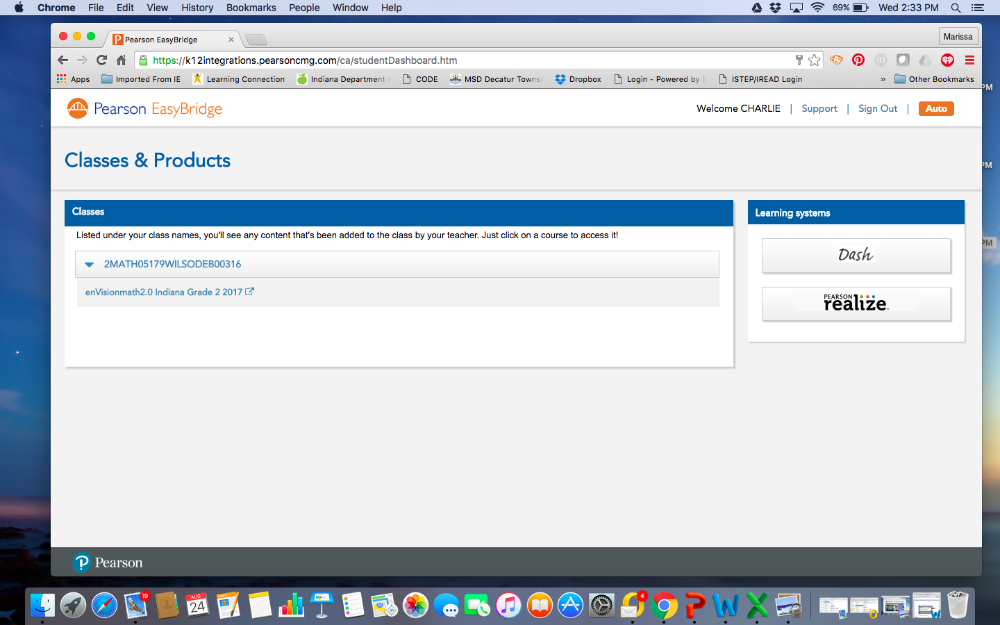 Chrome File Edit View History Bookmarks People Window Help 69% Wed 2:33 PM
Pearson EasyBridge Marissa
https://k12integrations.pearsoncmg.com/ca/studentDashboard.htm
Apps Imported From IE Learning Connection Indiana Department CODE MSD Decatur Towns Dropbox Login - Powered by S ISTEP/IREAD Login » Other Bookmarks
PM
Pearson EasyBridge Welcome CHARLIE | Support | Sign Out | Auto
Classes & Products
PM
Classes Learning systems
Listed under your class names, you'll see any content that's been added to the class by your teacher. Just click on a course to access it!
PM
Dash
2MATH05179WILSODEB00316
enVisionmath2.0 Indiana Grade 2 2017
PEARSON
realize
Pearson
19
AUG
24
4